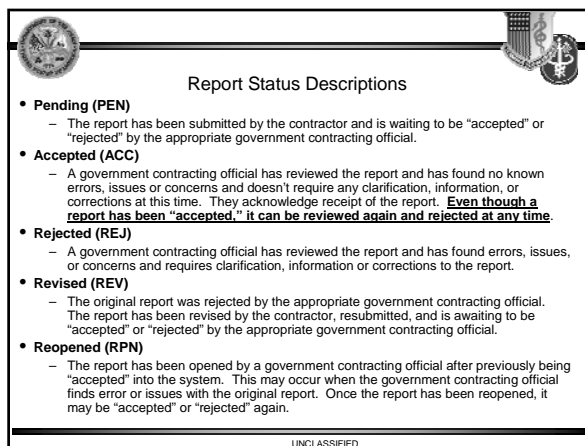 Report Status Descriptions
• Pending (PEN)
– The report has been submitted by the contractor and is waiting to be “accepted” or
“rejected” by the appropriate government contracting official.
• Accepted (ACC)
– A government contracting official has reviewed the report and has found no known
errors, issues or concerns and doesn’t require any clarification, information, or
corrections at this time. They acknowledge receipt of the report. Even though a
report has been “accepted,” it can be reviewed again and rejected at any time.
• Rejected (REJ)
– A government contracting official has reviewed the report and has found errors, issues,
or concerns and requires clarification, information or corrections to the report.
• Revised (REV)
– The original report was rejected by the appropriate government contracting official.
The report has been revised by the contractor, resubmitted, and is awaiting to be
“accepted” or “rejected” by the appropriate government contracting official.
• Reopened (RPN)
– The report has been opened by a government contracting official after previously being
“accepted” into the system. This may occur when the government contracting official
finds error or issues with the original report. Once the report has been reopened, it
may be “accepted” or “rejected” again.
UNCLASSIFIED